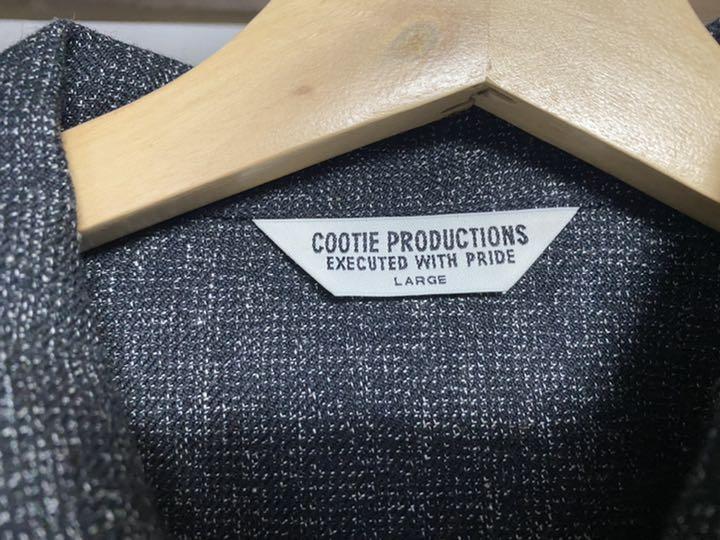 COOTIE PRODUCTIONS
EXECUTED WITH PRIDE
LARGE